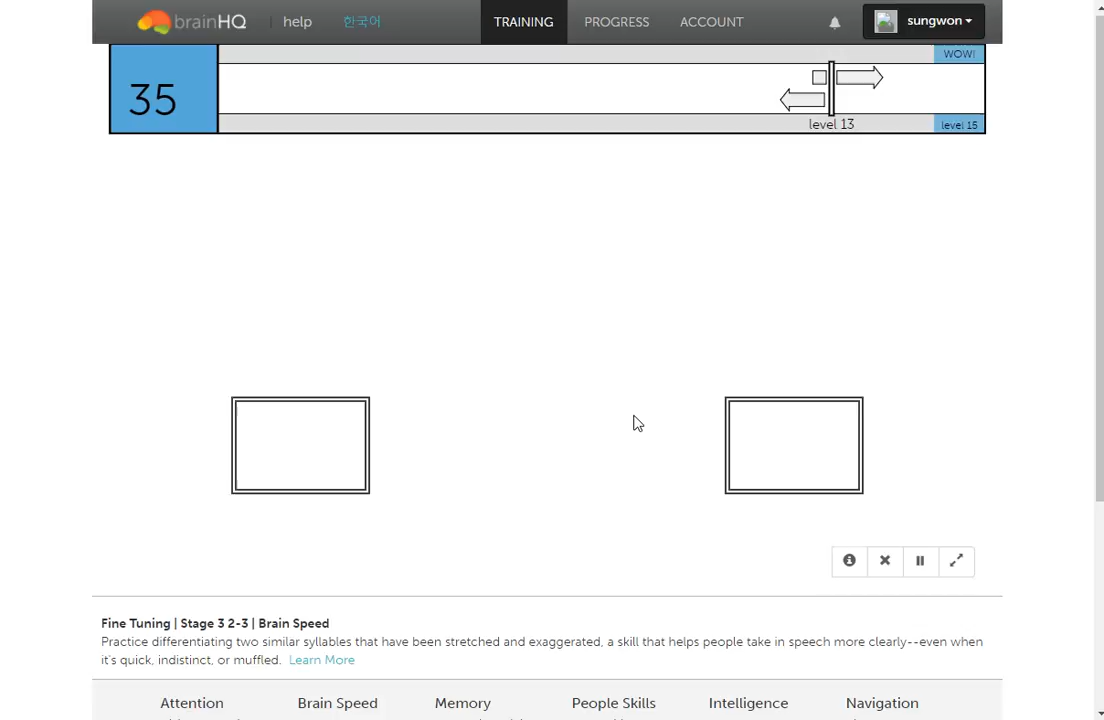 brainHQ help 한국어 TRAINING PROGRESS ACCOUNT sungwon
35
WOW!
level 13
level 15
Fine Tuning | Stage 3 2-3 | Brain Speed
Practice differentiating two similar syllables that have been stretched and exaggerated, a skill that helps people take in speech more clearly--even when
it's quick, indistinct, or muffled. Learn More
Attention Brain Speed Memory People Skills Intelligence Navigation